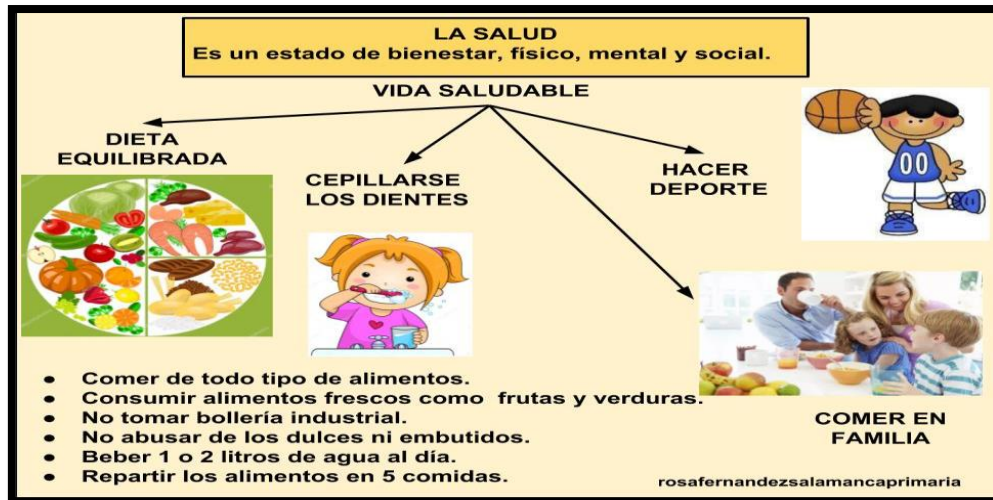 LA SALUD
Es un estado de bienestar, físico, mental y social.
VIDA SALUDABLE
DIETA
EQUILIBRADA
CEPILLARSE
LOS DIENTES
HACER
DEPORTE
00
COMER EN
FAMILIA
• Comer de todo tipo de alimentos.
• Consumir alimentos frescos como frutas y verduras.
• No tomar bollería industrial.
• No abusar de los dulces ni embutidos.
• Beber 1 o 2 litros de agua al día.
• Repartir los alimentos en 5 comidas.
rosafernandezsalamancaprimaria